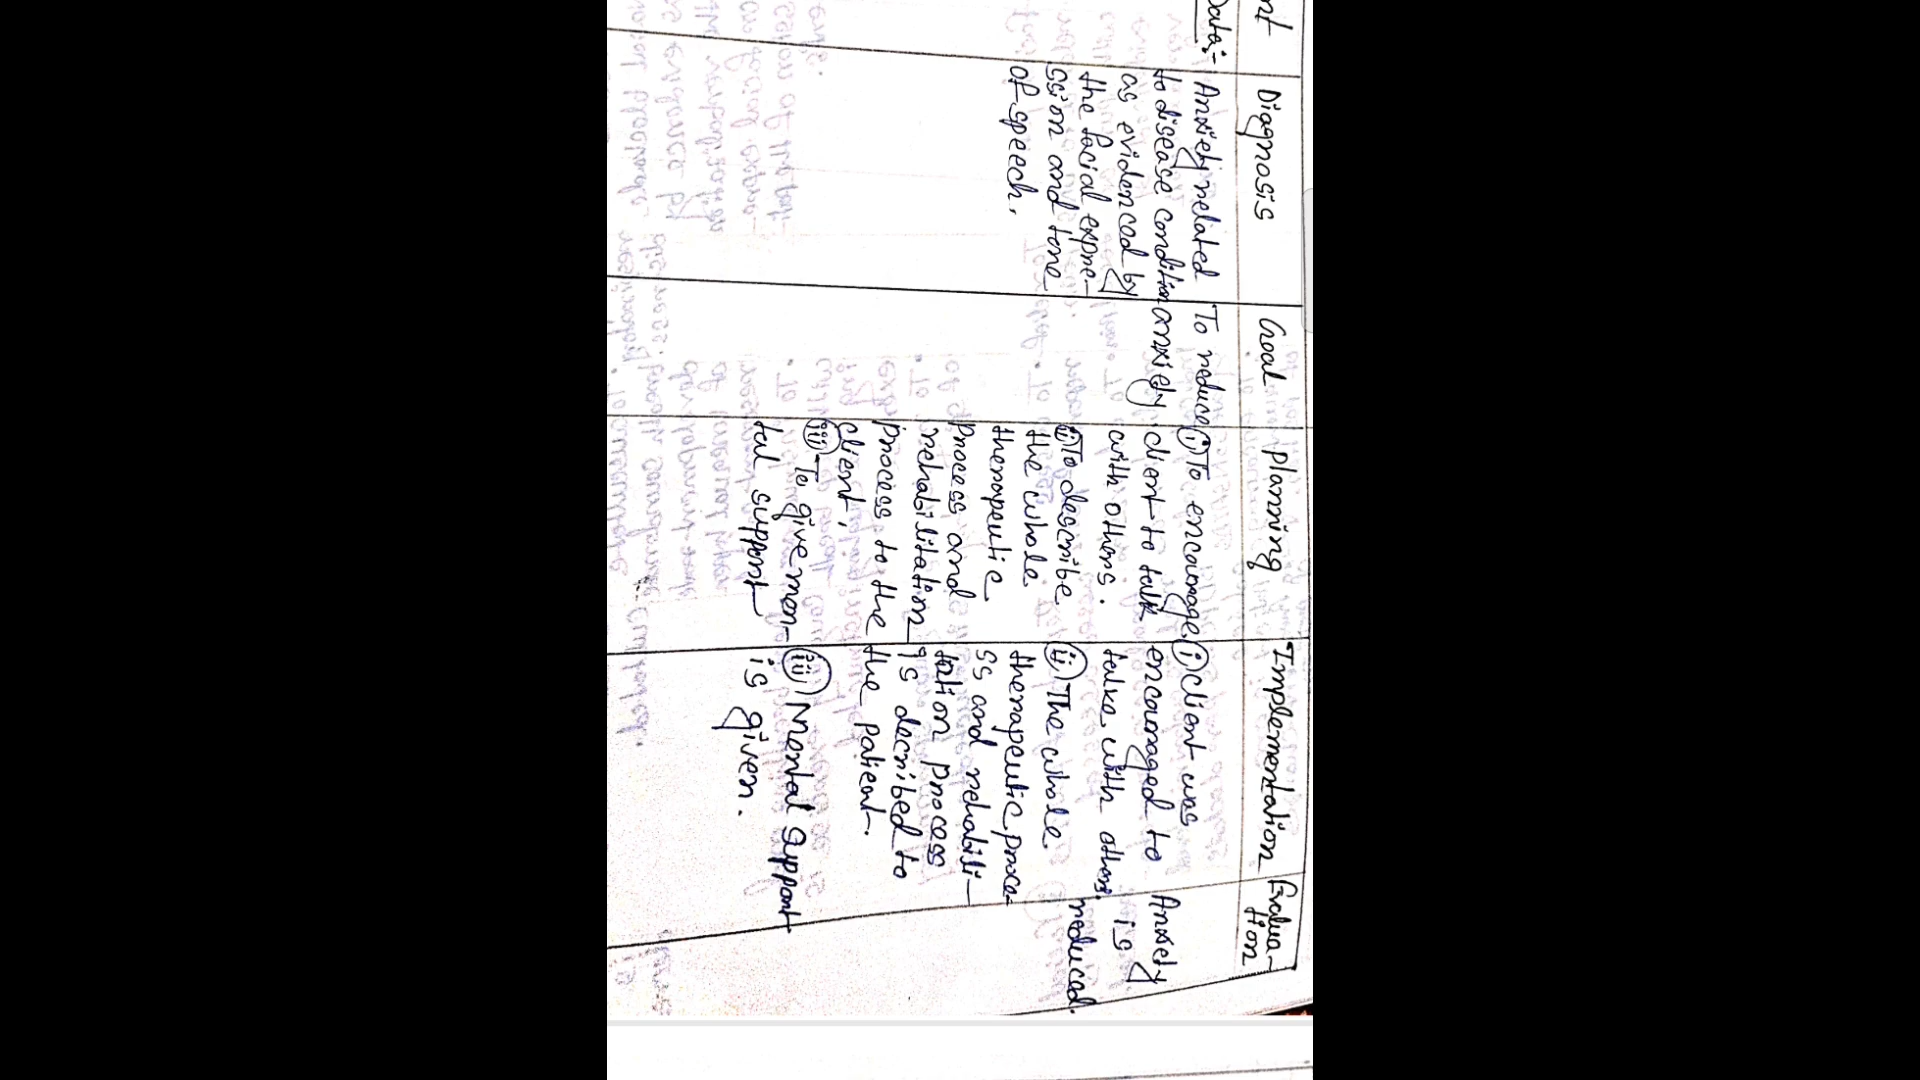 nt
Data:-
Diagnosis
Anxiety related
to disease condition
as evidenced by
the facial expre-
ssion and tone
of speech.
Goal
To reduce
anxiety
planning
i) To encourage
client to talk
with others.
ii) To describe
the whole
therapeutic
process and
rehabilitation
process to the
client.
iii) To give men-
tal support
Implementation
i) client was
encouraged to
talke with others.
ii) The whole
therapeutic proce-
ss and rehabili-
tation process
is decribed to
the patient.
iii) Mental support
is given.
Evalua-
tion
Anxiety
is
reduced.